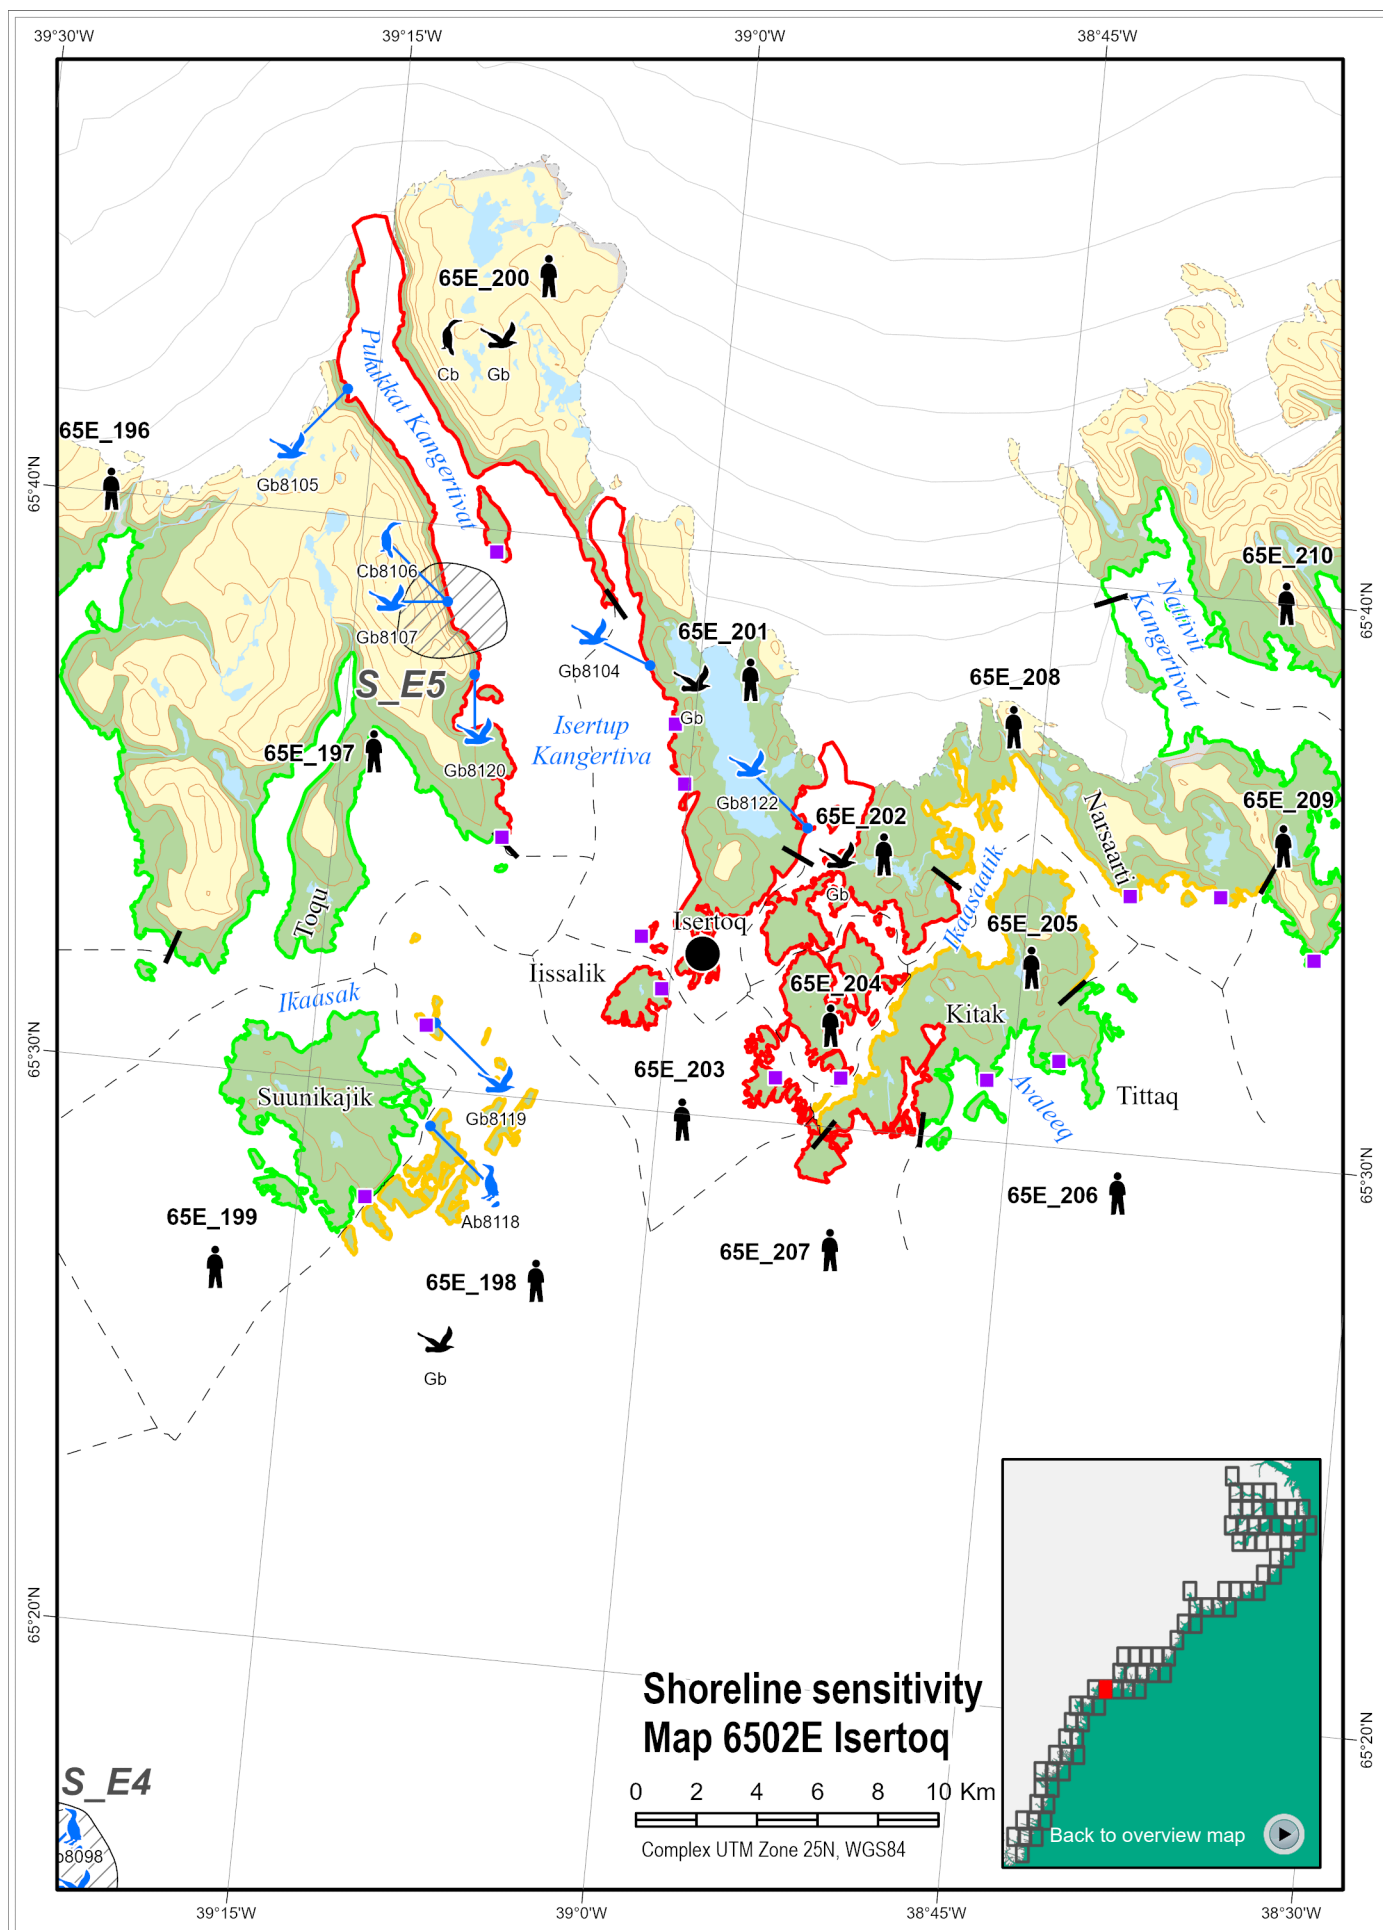 39°30'W
39°15'W
39°0'W
38°45'W
65E_200
Cb
Gb
Pukukkat Kangertivat
65E_196
Gb8105
65°40'N
65°40'N
65E_210
Cb8106
Gb8107
Nattivit
Kangertivat
65E_201
Gb8104
Gb
S_E5
65E_208
Isertup
Kangertiva
65E_197
Gb8120
Gb8122
65E_202
Gb
Narsaarti
65E_209
Toqu
Ikaasaatik
Isertoq
65E_205
Iissalik
65E_204
Ikaasak
Kitak
65°30'N
65E_203
Suunikajik
Gb8119
Avaleeq
Tittaq
65°30'N
65E_199
Ab8118
65E_206
65E_207
65E_198
Gb
65°20'N
65°20'N
Shoreline sensitivity
Map 6502E Isertoq
0 2 4 6 8 10 Km
Complex UTM Zone 25N, WGS84
Back to overview map
S_E4
b8098
39°15'W
39°0'W
38°45'W
38°30'W